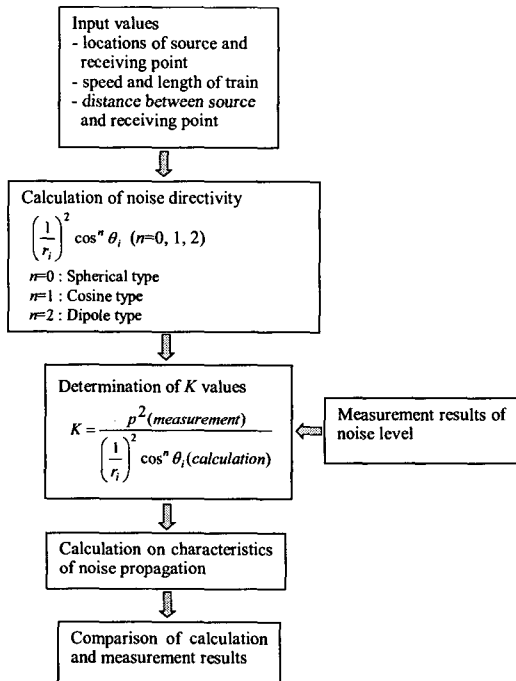 Input values
- locations of source and
receiving point
- speed and length of train
- distance between source
and receiving point
Calculation of noise directivity
(1/r_i)^2 cos^n θ_i (n=0, 1, 2)
n=0 : Spherical type
n=1 : Cosine type
n=2 : Dipole type
Determination of K values
K = p^2(measurement) / (1/r_i)^2 cos^n θ_i(calculation)
Measurement results of
noise level
Calculation on characteristics
of noise propagation
Comparison of calculation
and measurement results